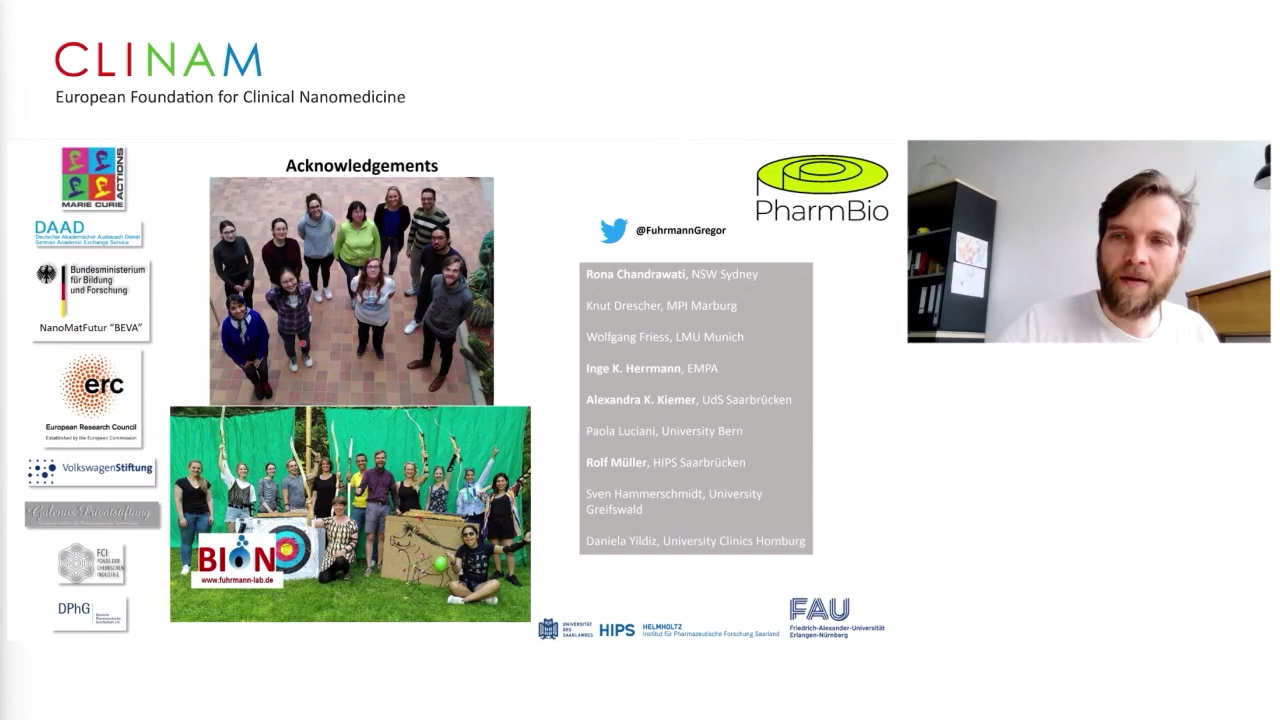 CLINAM
European Foundation for Clinical Nanomedicine
Acknowledgements
MARIE CURIE
ACTIONS
DAAD
Deutscher Akademischer Austausch Dienst
German Academic Exchange Service
Bundesministerium
für Bildung
und Forschung
NanoMatFutur “BEVA”
erc
European Research Council
Established by the European Commission
VolkswagenStiftung
Galenus Privatstiftung
FCI
FONDS DER
CHEMISCHEN
INDUSTRIE
DPhG
BION
www.fuhrmann-lab.de
PharmBio
@FuhrmannGregor
Rona Chandrawati, NSW Sydney
Knut Drescher, MPI Marburg
Wolfgang Friess, LMU Munich
Inge K. Herrmann, EMPA
Alexandra K. Kiemer, UdS Saarbrücken
Paola Luciani, University Bern
Rolf Müller, HIPS Saarbrücken
Sven Hammerschmidt, University
Greifswald
Daniela Yildiz, University Clinics Homburg
UNIVERSITÄT
DES
SAARLANDES
HIPS
HELMHOLTZ
Institut für Pharmazeutische Forschung Saarland
FAU
Friedrich-Alexander-Universität
Erlangen-Nürnberg